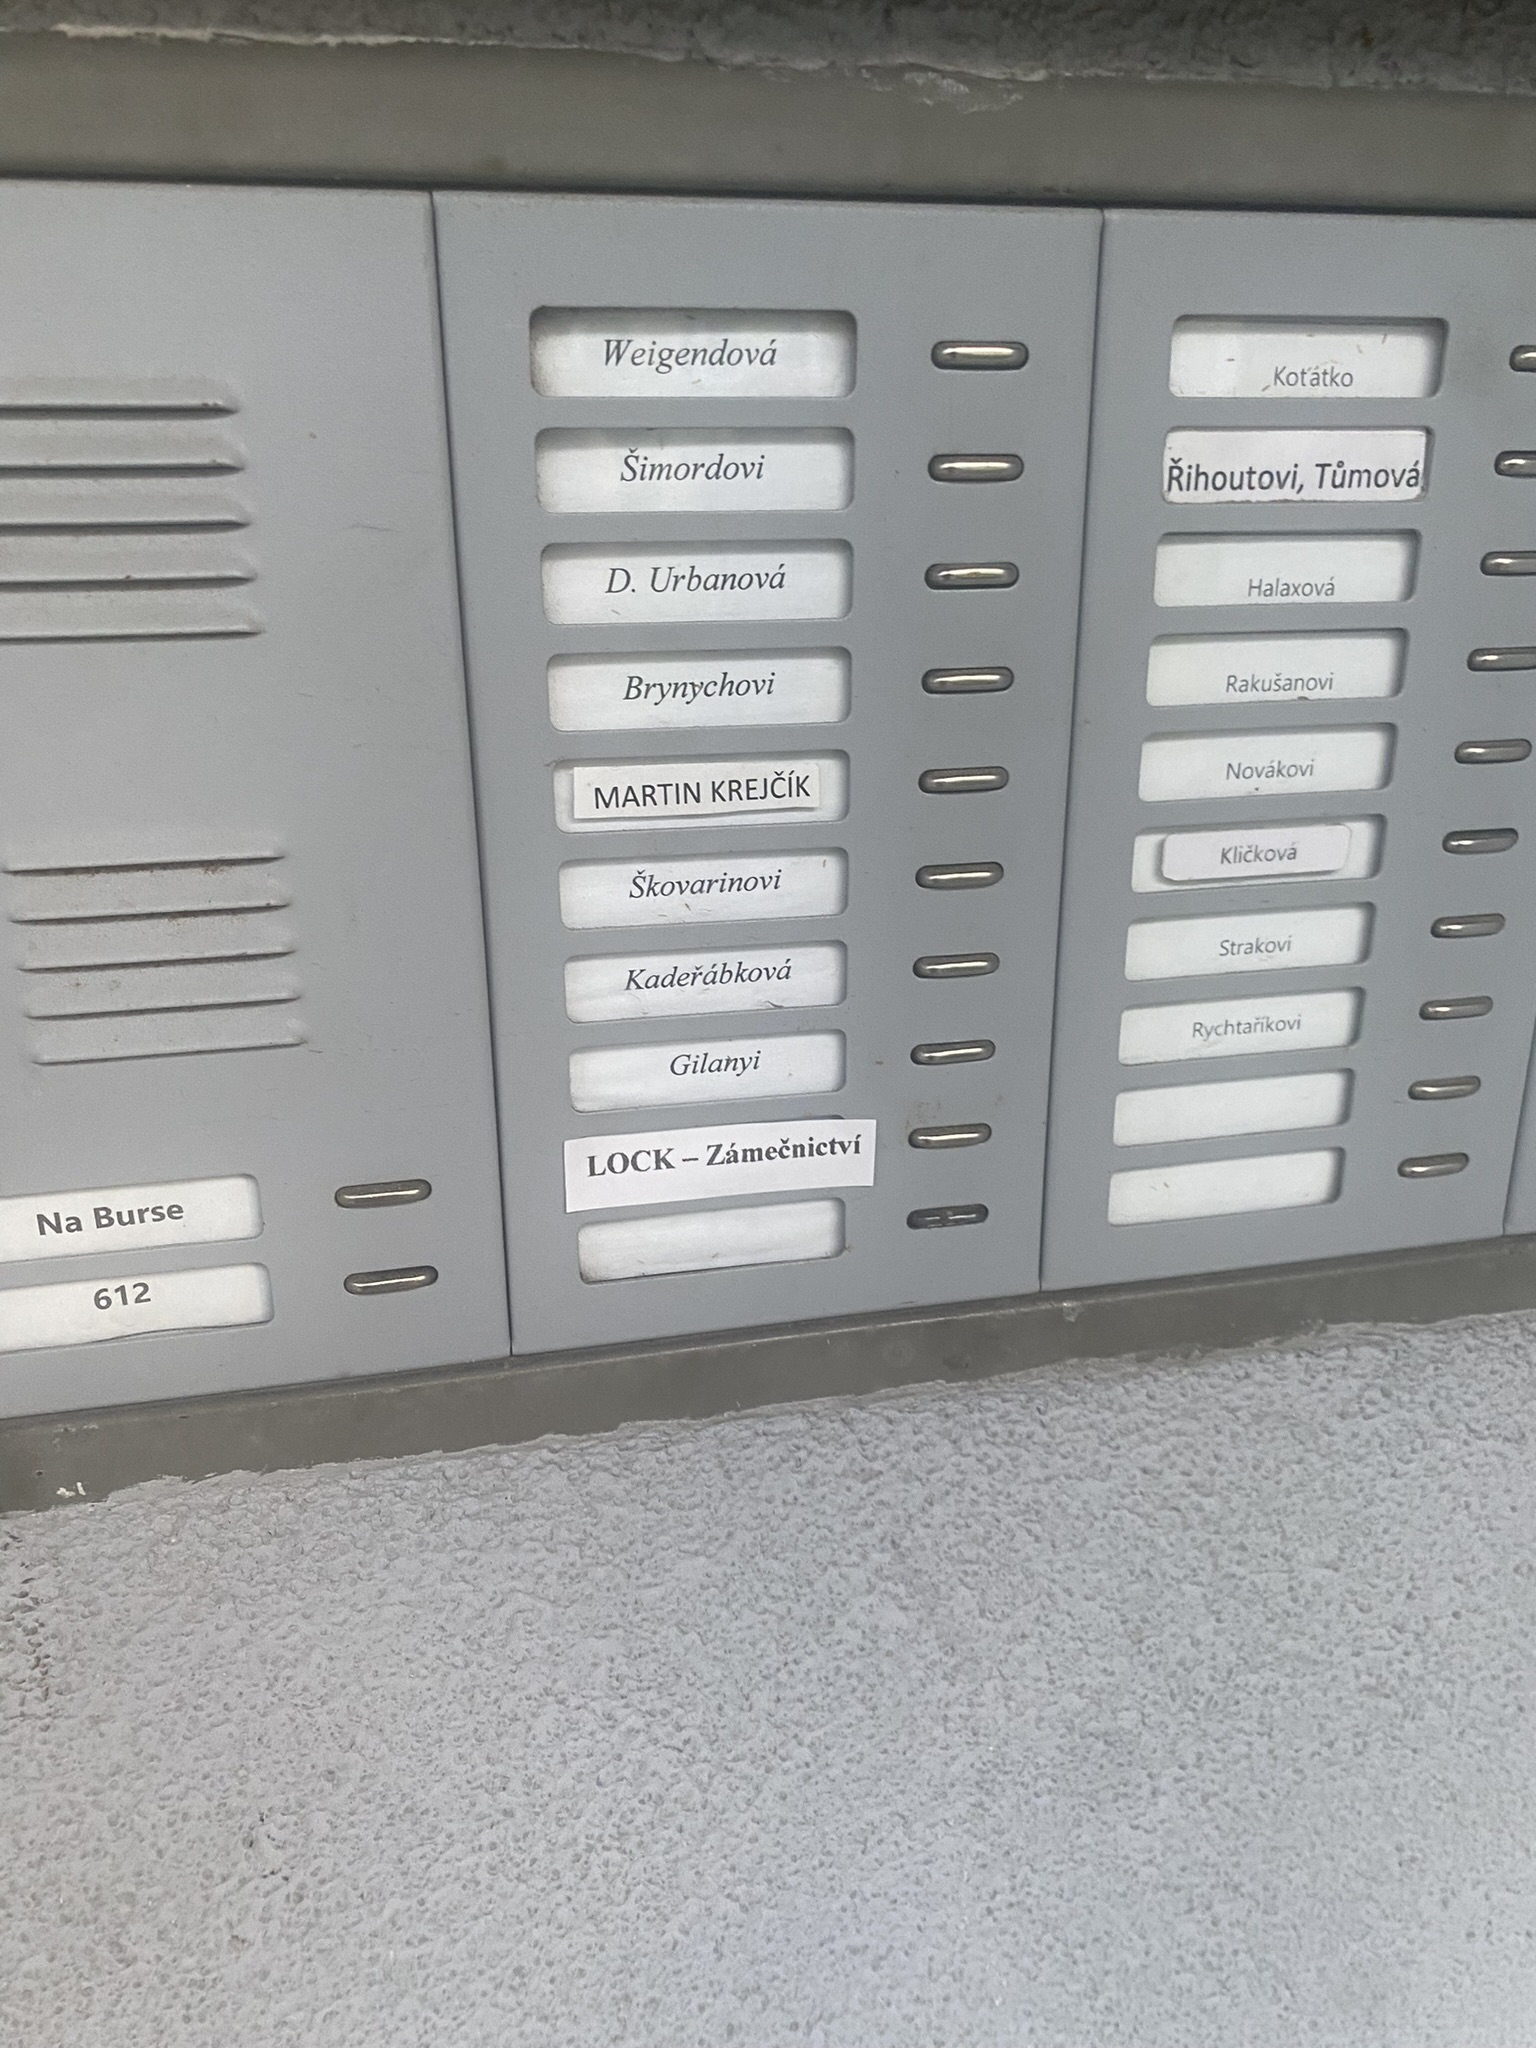 Na Burse
612
Weigendová
Šimordovi
D. Urbanová
Brynychovi
MARTIN KREJČÍK
Škovarinovi
Kadeřábková
Gilanyi
LOCK – Zámečnictví
Koťátko
Řihoutovi, Tůmová
Halaxová
Rakušanovi
Novákovi
Kličková
Strakovi
Rychtaříkovi